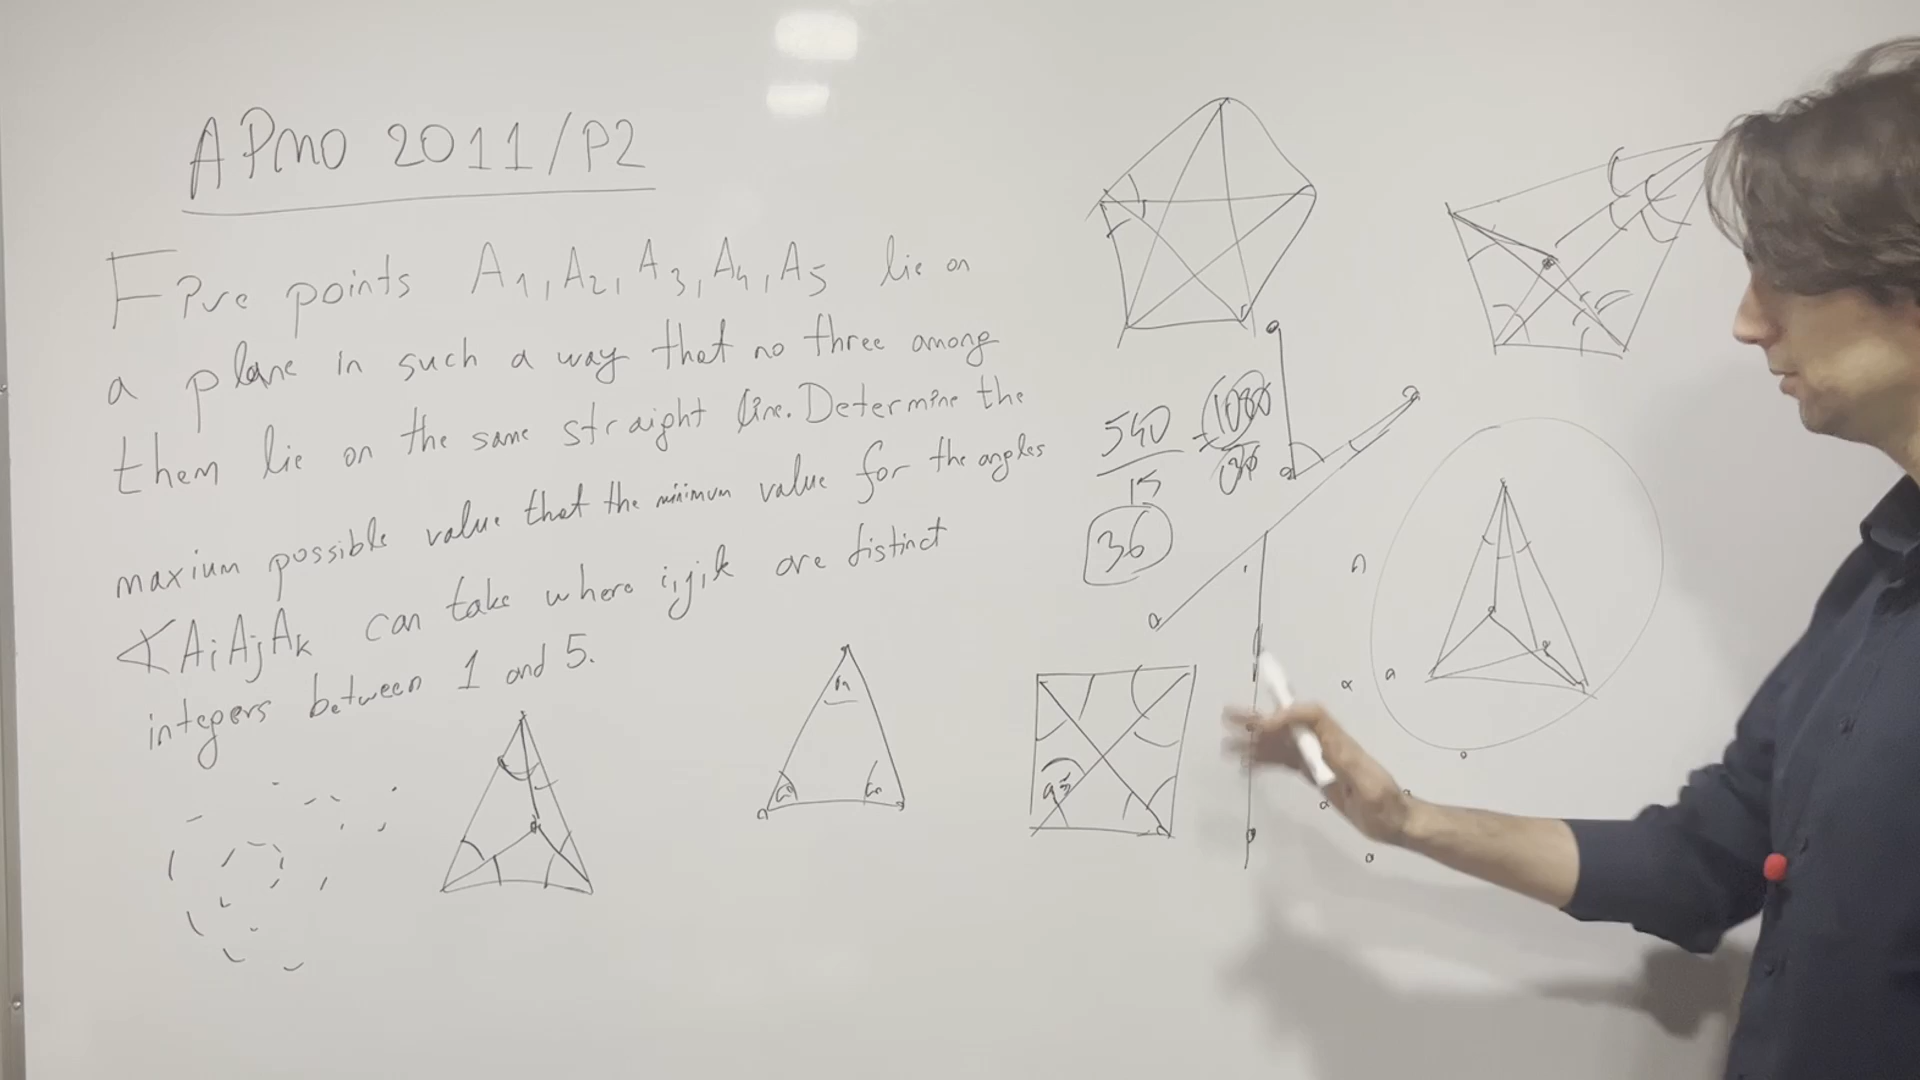 APMO 2011/P2
Five points A1, A2, A3, A4, A5 lie on
a plane in such a way that no three among
them lie on the same straight line. Determine the
maxium possible value that the minimum value for the angles
∢AiAjAk can take where i,j,k are distinct
integers between 1 and 5.
540
15
36